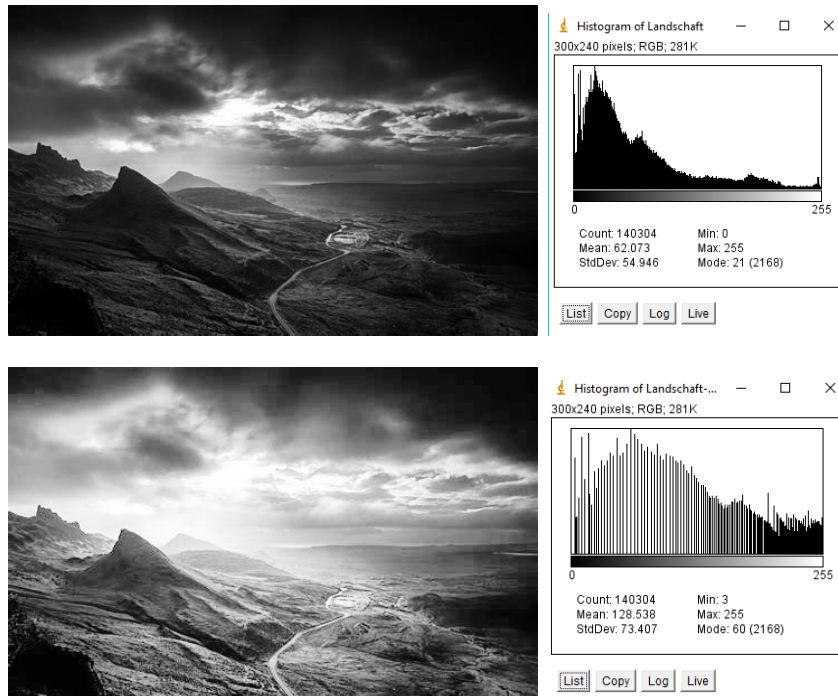 Histogram of Landschaft
300x240 pixels; RGB; 281K
0 255
Count: 140304 Min: 0
Mean: 62.073 Max: 255
StdDev: 54.946 Mode: 21 (2168)
List Copy Log Live
Histogram of Landschaft-...
300x240 pixels; RGB; 281K
0 255
Count: 140304 Min: 3
Mean: 128.538 Max: 255
StdDev: 73.407 Mode: 60 (2168)
List Copy Log Live